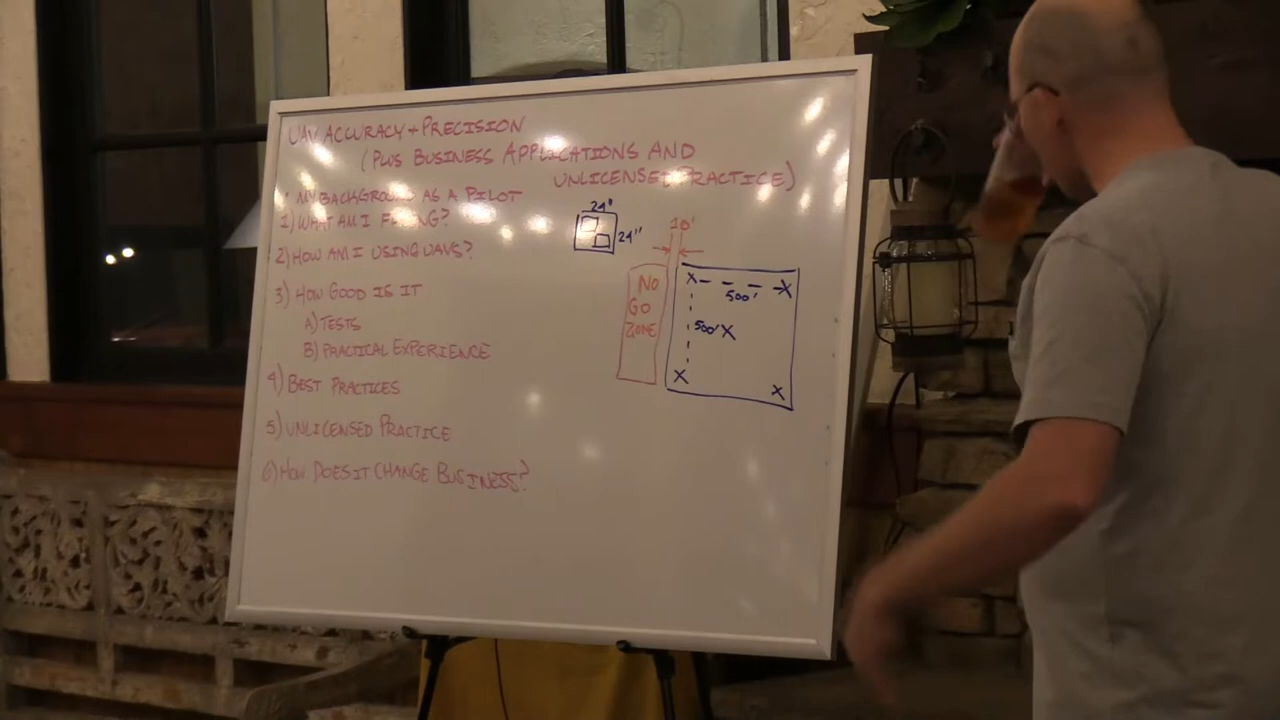 UAV ACCURACY + PRECISION
(PLUS BUSINESS APPLICATIONS AND
UNLICENSED PRACTICE)
• MY BACKGROUND AS A PILOT
1) WHAT AM I FLYING?
2) HOW AM I USING UAVS?
3) HOW GOOD IS IT
A) TESTS
B) PRACTICAL EXPERIENCE
4) BEST PRACTICES
5) UNLICENSED PRACTICE
6) HOW DOES IT CHANGE BUSINESS?
24"
24"
10'
NO
GO
ZONE
X X
500'
500' X
X X